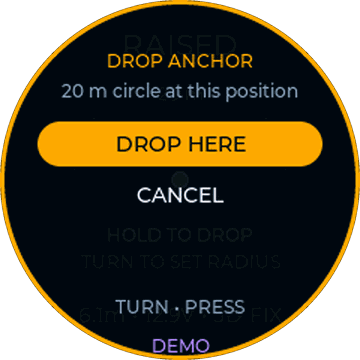 RAISED
DROP ANCHOR
20 m circle at this position
DROP HERE
CANCEL
HOLD TO DROP
TURN TO SET RADIUS
TURN · PRESS
DEMO